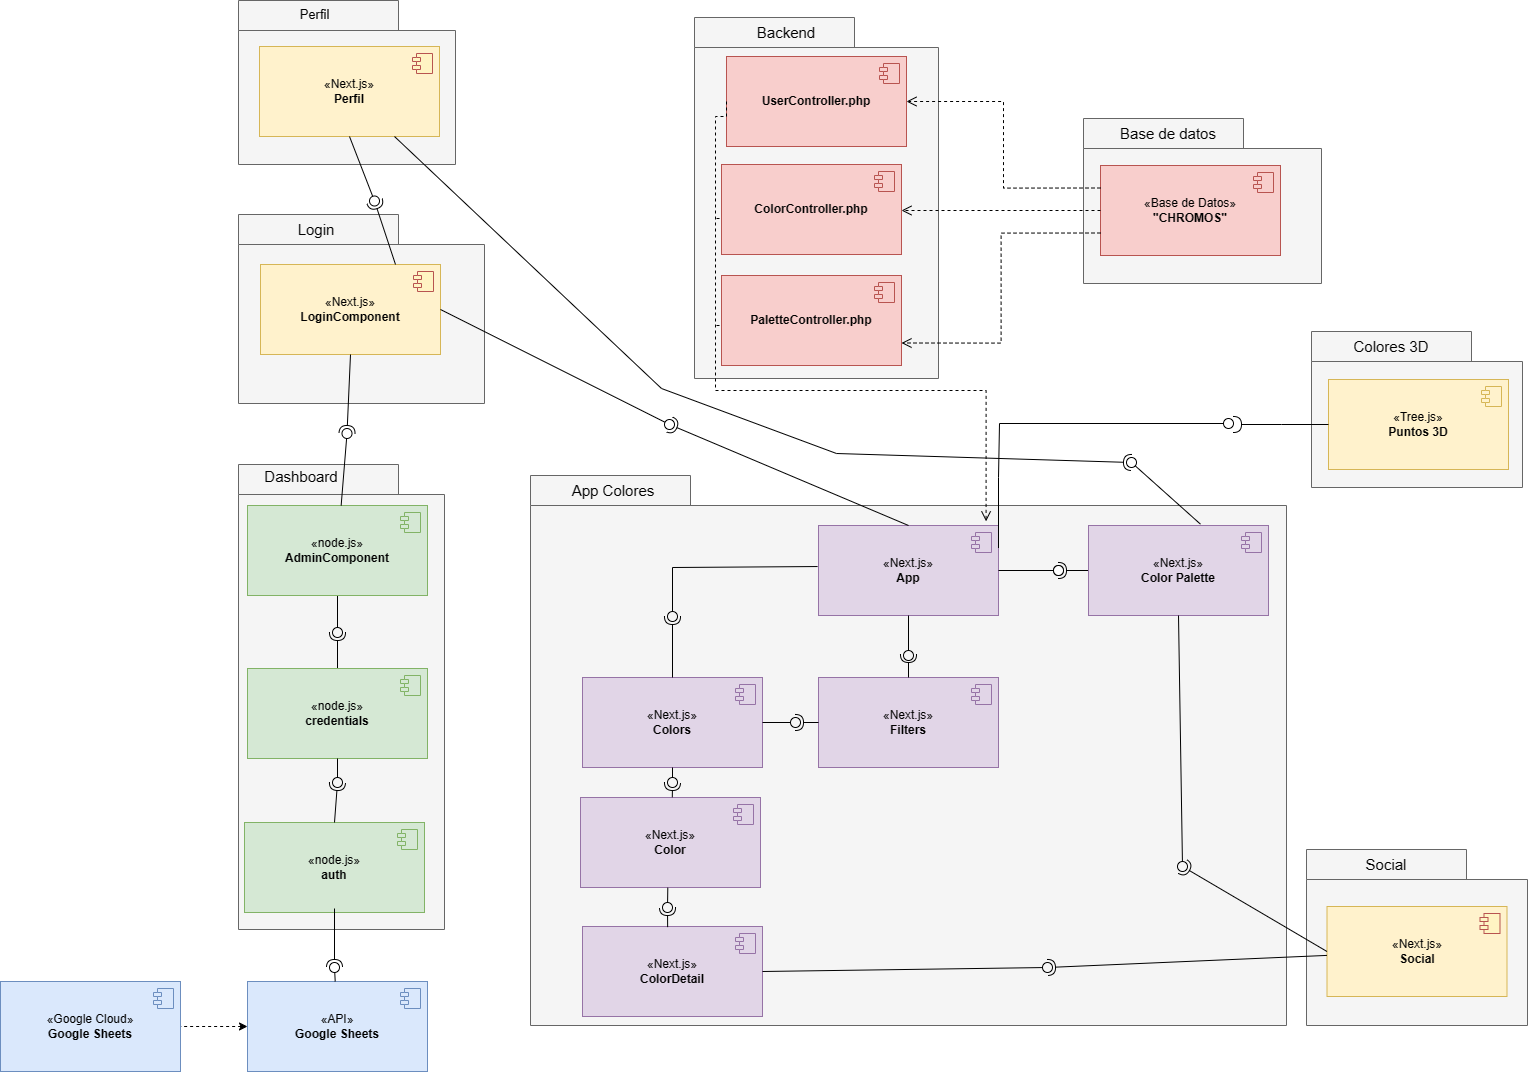 Perfil
«Next.js»
Perfil
Login
«Next.js»
LoginComponent
Dashboard
«node.js»
AdminComponent
«node.js»
credentials
«node.js»
auth
«Google Cloud»
Google Sheets
«API»
Google Sheets
Backend
UserController.php
ColorController.php
PaletteController.php
Base de datos
«Base de Datos»
"CHROMOS"
Colores 3D
«Tree.js»
Puntos 3D
App Colores
«Next.js»
App
«Next.js»
Color Palette
«Next.js»
Colors
«Next.js»
Filters
«Next.js»
Color
«Next.js»
ColorDetail
Social
«Next.js»
Social